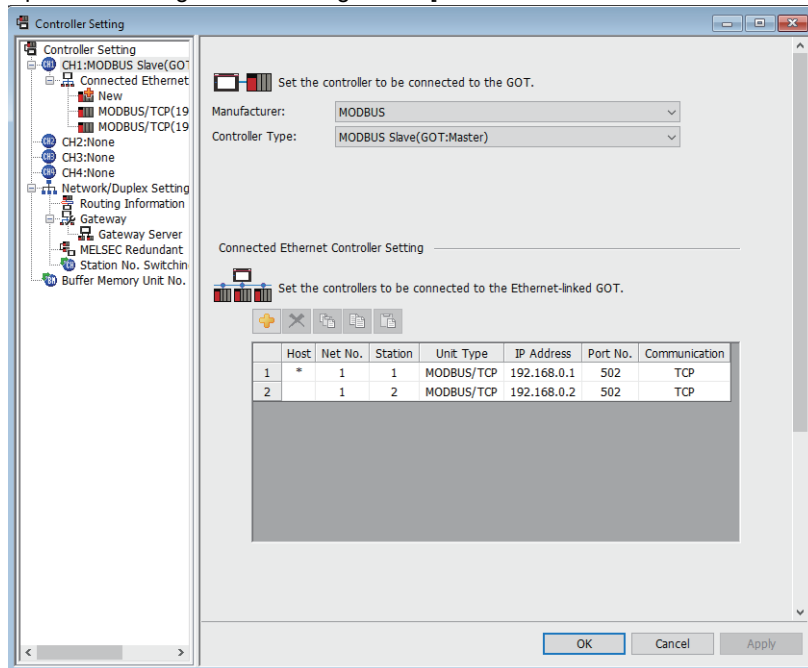 Controller Setting
Controller Setting
CH1:MODBUS Slave(GOT
Connected Ethernet
New
MODBUS/TCP(19
MODBUS/TCP(19
CH2:None
CH3:None
CH4:None
Network/Duplex Setting
Routing Information
Gateway
Gateway Server
MELSEC Redundant
Station No. Switchin
Buffer Memory Unit No.
Set the controller to be connected to the GOT.
Manufacturer: MODBUS
Controller Type: MODBUS Slave(GOT:Master)
Connected Ethernet Controller Setting
Set the controllers to be connected to the Ethernet-linked GOT.
Host Net No. Station Unit Type IP Address Port No. Communication
1 * 1 1 MODBUS/TCP 192.168.0.1 502 TCP
2 1 2 MODBUS/TCP 192.168.0.2 502 TCP
OK Cancel Apply